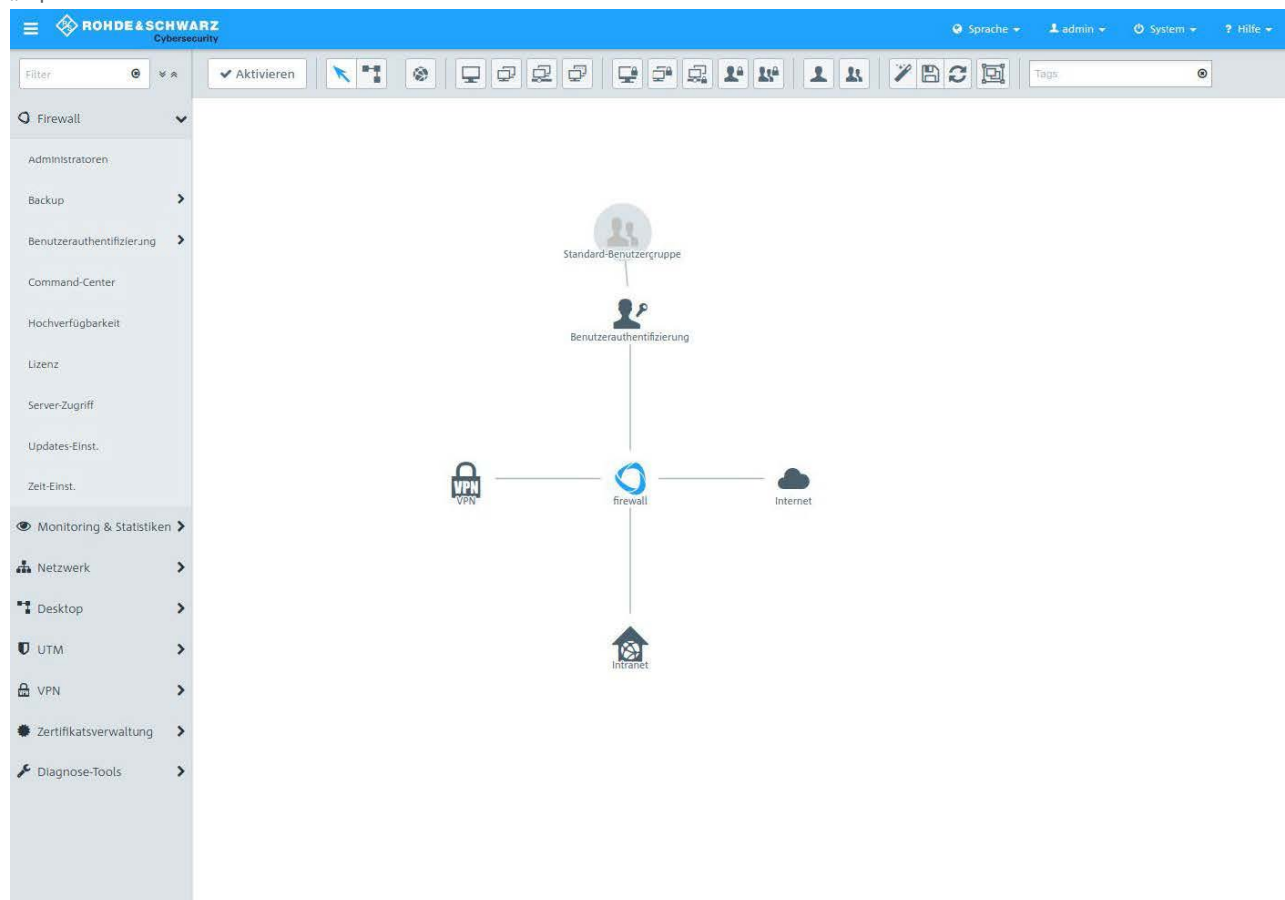 ROHDE&SCHWARZ
Cybersecurity
Sprache
admin
System
? Hilfe
Filter
Aktivieren
Tags
Firewall
Administratoren
Backup
Benutzerauthentifizierung
Command-Center
Hochverfügbarkeit
Lizenz
Server-Zugriff
Updates-Einst.
Zeit-Einst.
Monitoring & Statistiken
Netzwerk
Desktop
UTM
VPN
Zertifikatsverwaltung
Diagnose-Tools
Standard-Benutzergruppe
Benutzerauthentifizierung
VPN
VPN
firewall
Internet
Intranet